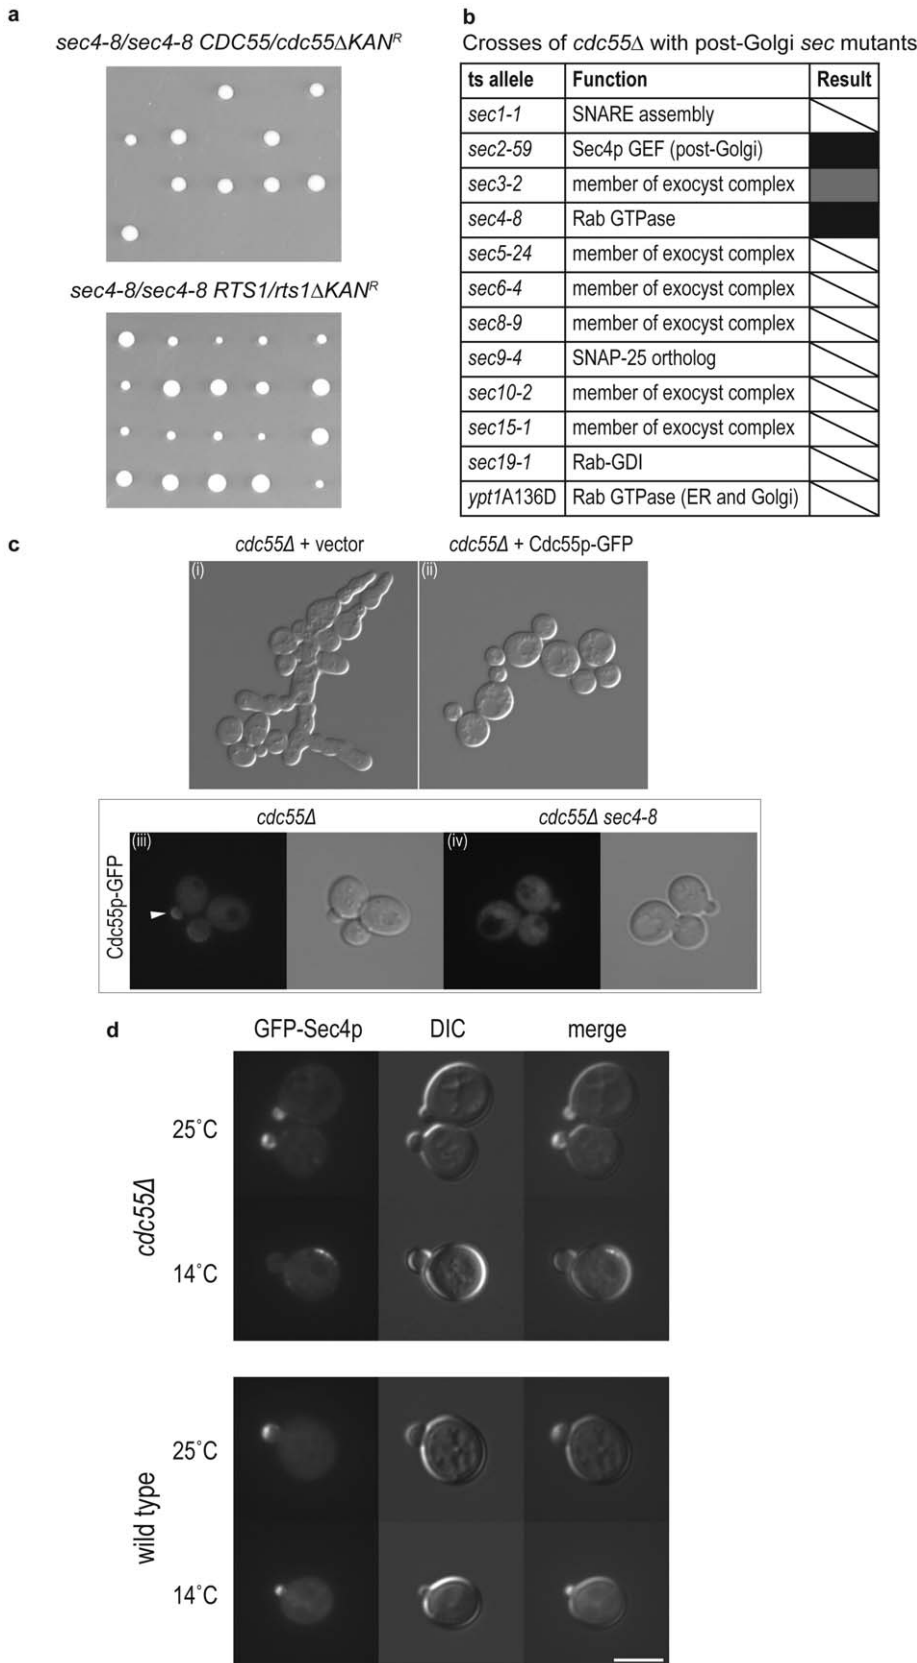 a
sec4-8/sec4-8 CDC55/cdc55ΔKANᴿ
sec4-8/sec4-8 RTS1/rts1ΔKANᴿ
b
Crosses of cdc55Δ with post-Golgi sec mutants
ts allele Function Result
sec1-1 SNARE assembly
sec2-59 Sec4p GEF (post-Golgi)
sec3-2 member of exocyst complex
sec4-8 Rab GTPase
sec5-24 member of exocyst complex
sec6-4 member of exocyst complex
sec8-9 member of exocyst complex
sec9-4 SNAP-25 ortholog
sec10-2 member of exocyst complex
sec15-1 member of exocyst complex
sec19-1 Rab-GDI
ypt1A136D Rab GTPase (ER and Golgi)
c
cdc55Δ + vector cdc55Δ + Cdc55p-GFP
(i) (ii)
cdc55Δ cdc55Δ sec4-8
Cdc55p-GFP
(iii) (iv)
d
GFP-Sec4p DIC merge
cdc55Δ
25˚C
14˚C
wild type
25˚C
14˚C